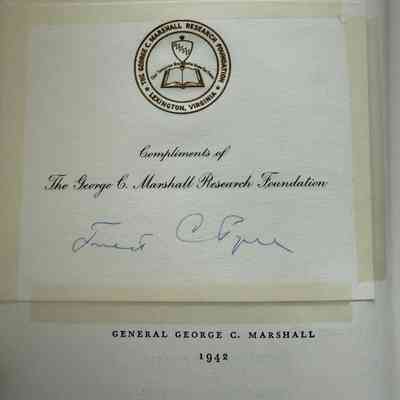 THE GEORGE C. MARSHALL RESEARCH FOUNDATION
LEXINGTON, VIRGINIA
Compliments of
The George C. Marshall Research Foundation
C
GENERAL GEORGE C. MARSHALL
1942